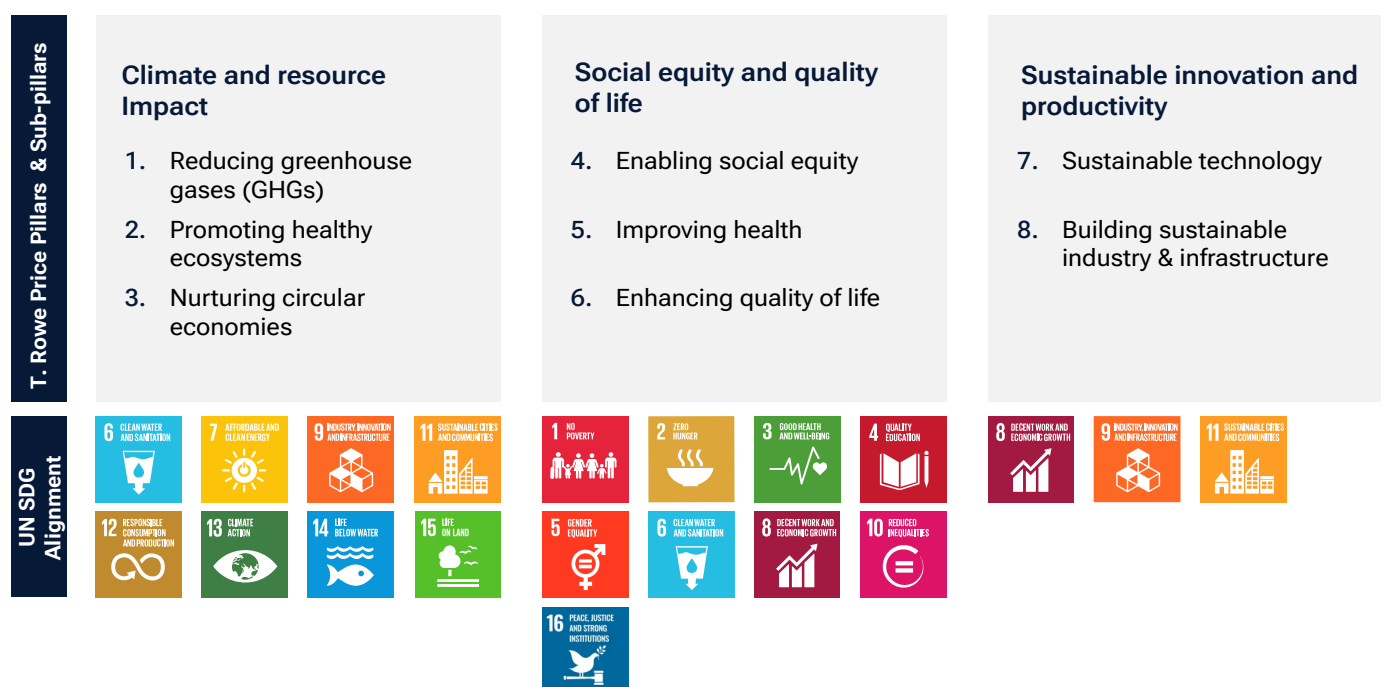 T. Rowe Price Pillars & Sub-pillars
Climate and resource
Impact
1. Reducing greenhouse
gases (GHGs)
2. Promoting healthy
ecosystems
3. Nurturing circular
economies
Social equity and quality
of life
4. Enabling social equity
5. Improving health
6. Enhancing quality of life
Sustainable innovation and
productivity
7. Sustainable technology
8. Building sustainable
industry & infrastructure
UN SDG
Alignment
6 CLEAN WATER
AND SANITATION
7 AFFORDABLE AND
CLEAN ENERGY
9 INDUSTRY, INNOVATION
AND INFRASTRUCTURE
11 SUSTAINABLE CITIES
AND COMMUNITIES
12 RESPONSIBLE
CONSUMPTION
AND PRODUCTION
13 CLIMATE
ACTION
14 LIFE
BELOW WATER
15 LIFE
ON LAND
1 NO
POVERTY
2 ZERO
HUNGER
3 GOOD HEALTH
AND WELL-BEING
4 QUALITY
EDUCATION
5 GENDER
EQUALITY
6 CLEAN WATER
AND SANITATION
8 DECENT WORK AND
ECONOMIC GROWTH
10 REDUCED
INEQUALITIES
16 PEACE, JUSTICE
AND STRONG
INSTITUTIONS
8 DECENT WORK AND
ECONOMIC GROWTH
9 INDUSTRY, INNOVATION
AND INFRASTRUCTURE
11 SUSTAINABLE CITIES
AND COMMUNITIES